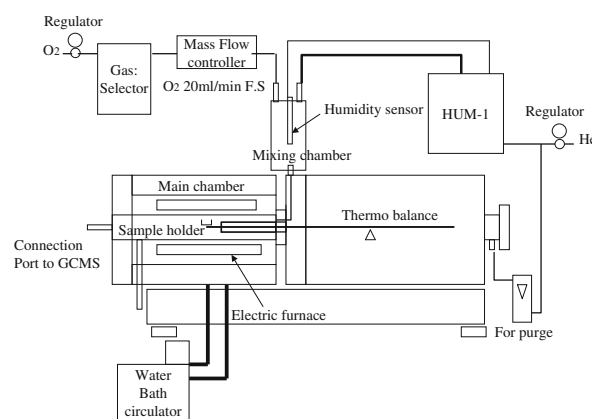 Regulator
O2
Gas:
Selector
Mass Flow
controller
O2 20ml/min F.S
Humidity sensor
HUM-1
Regulator
He
Mixing chamber
Main chamber
Sample holder
Thermo balance
Connection
Port to GCMS
Electric furnace
For purge
Water
Bath
circulator